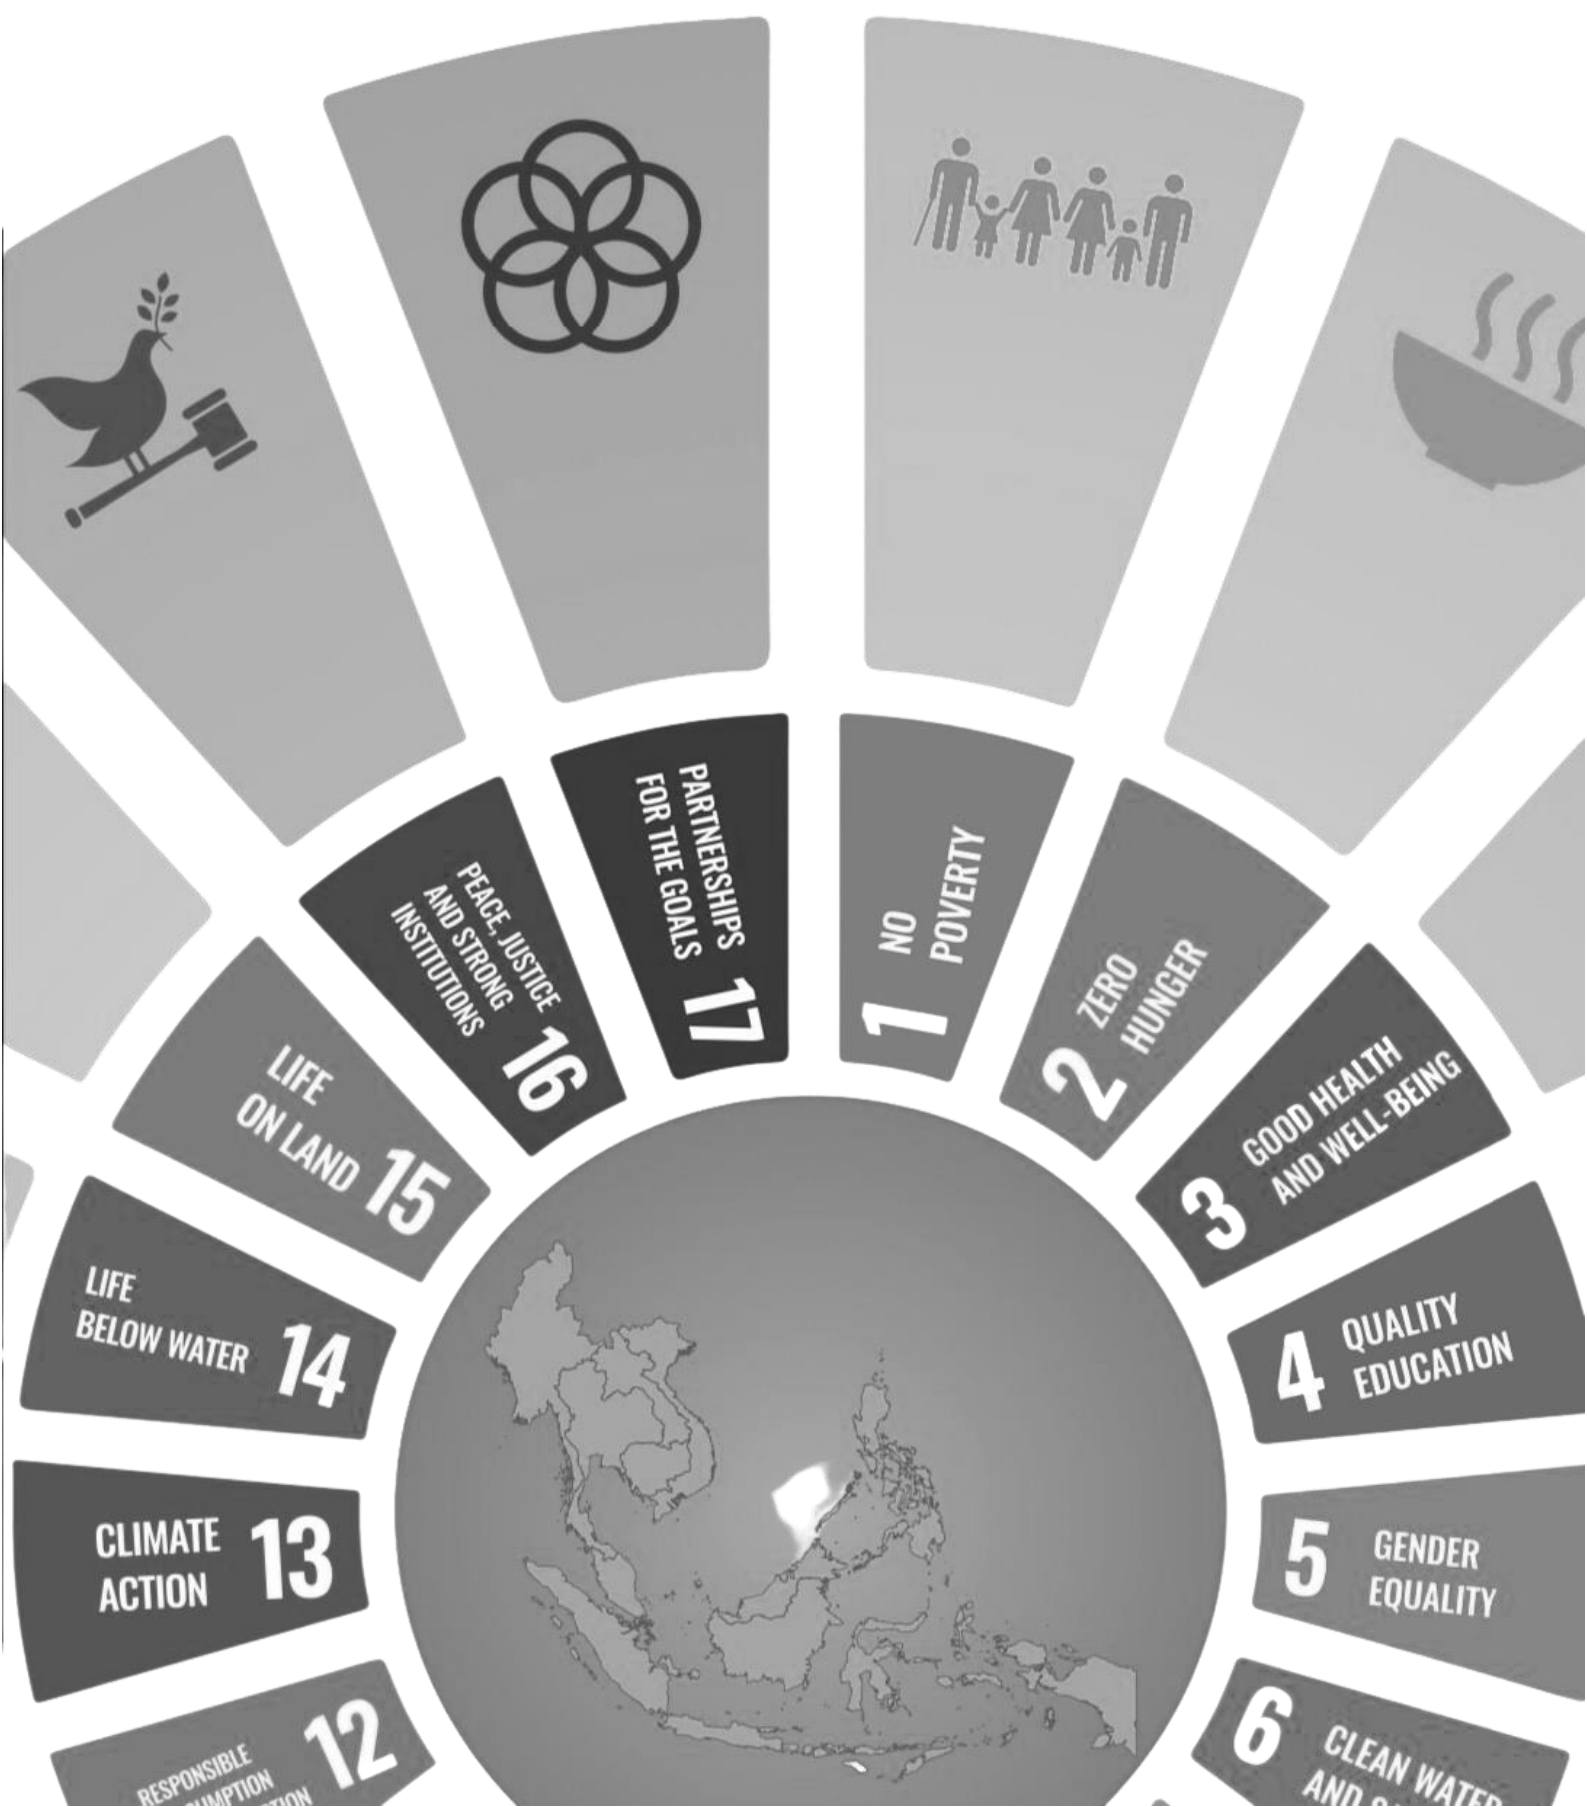 1
NO
POVERTY
2
ZERO
HUNGER
3
GOOD HEALTH
AND WELL-BEING
4
QUALITY
EDUCATION
5
GENDER
EQUALITY
6
CLEAN WATER
AND
12
RESPONSIBLE
13
CLIMATE
ACTION
14
LIFE
BELOW WATER
15
LIFE
ON LAND
16
PEACE, JUSTICE
AND STRONG
INSTITUTIONS
17
PARTNERSHIPS
FOR THE GOALS